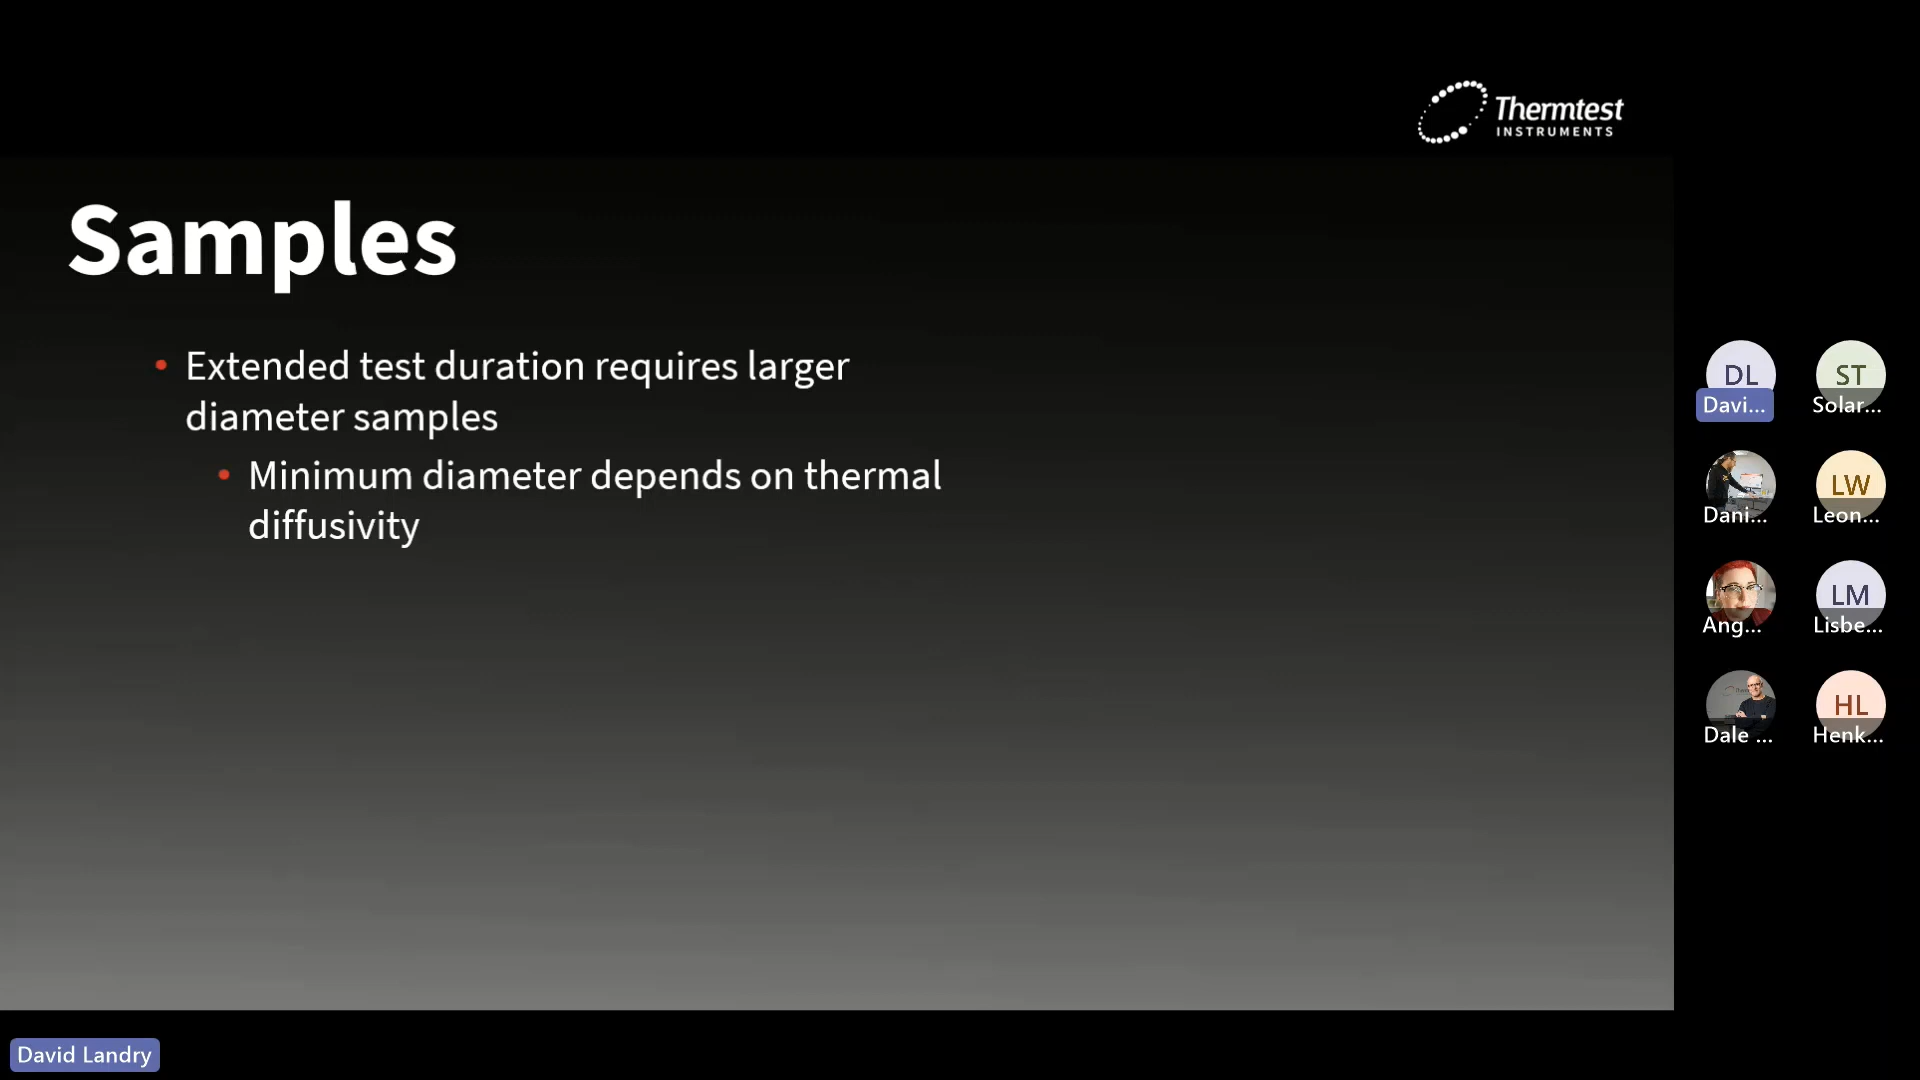 Thermtest
INSTRUMENTS
Samples
• Extended test duration requires larger
diameter samples
• Minimum diameter depends on thermal
diffusivity
DL
Davi...
ST
Solar...
Dani...
LW
Leon...
Ang...
LM
Lisbe...
Dale ...
HL
Henk...
David Landry